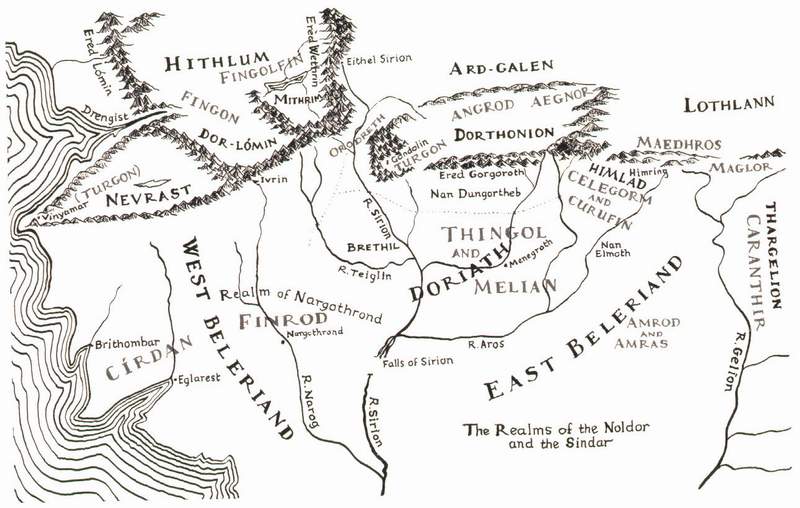 Ered
Lómin
HITHLUM
FINGOLFIN
Ered Wethrin
MITHRIM
Eithel Sirion
ARD-GALEN
LOTHLANN
Drengist
FINGON
DOR-LÓMIN
ORODRETH
Gondolin
TURGON
ANGROD AEGNOR
DORTHONION
MAEDHROS
MAGLOR
Himring
HIMLAD
CELEGORM
AND
CURUFIN
Ered Gorgoroth
Nan Dungortheb
(TURGON)
NEVRAST
Vinyamar
Ivrin
R. Sirion
BRETHIL
R. Teiglin
THINGOL
AND
MELIAN
Menegroth
DORIATH
Nan
Elmoth
THARGELION
CARANTHIR
WEST BELERIAND
Realm of Nargothrond
FINROD
Nargothrond
Brithombar
CÍRDAN
Eglarest
Falls of Sirion
R. Aros
EAST BELERIAND
AMROD
AND
AMRAS
R. Gelion
R. Narog
R. Sirion
The Realms of the Noldor
and the Sindar